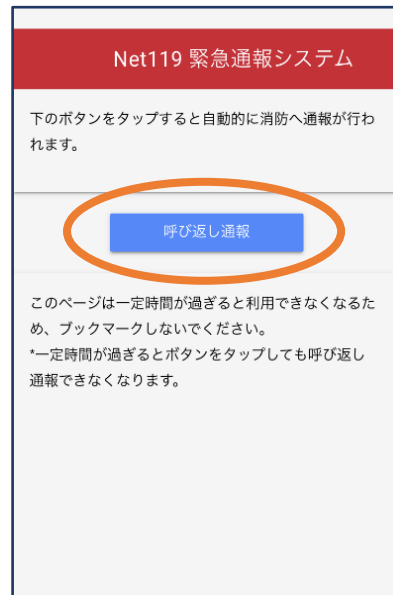 Net119 緊急通報システム
下のボタンをタップすると自動的に消防へ通報が行わ
れます。
呼び返し通報
このページは一定時間が過ぎると利用できなくなるた
め、ブックマークしないでください。
*一定時間が過ぎるとボタンをタップしても呼び返し
通報できなくなります。